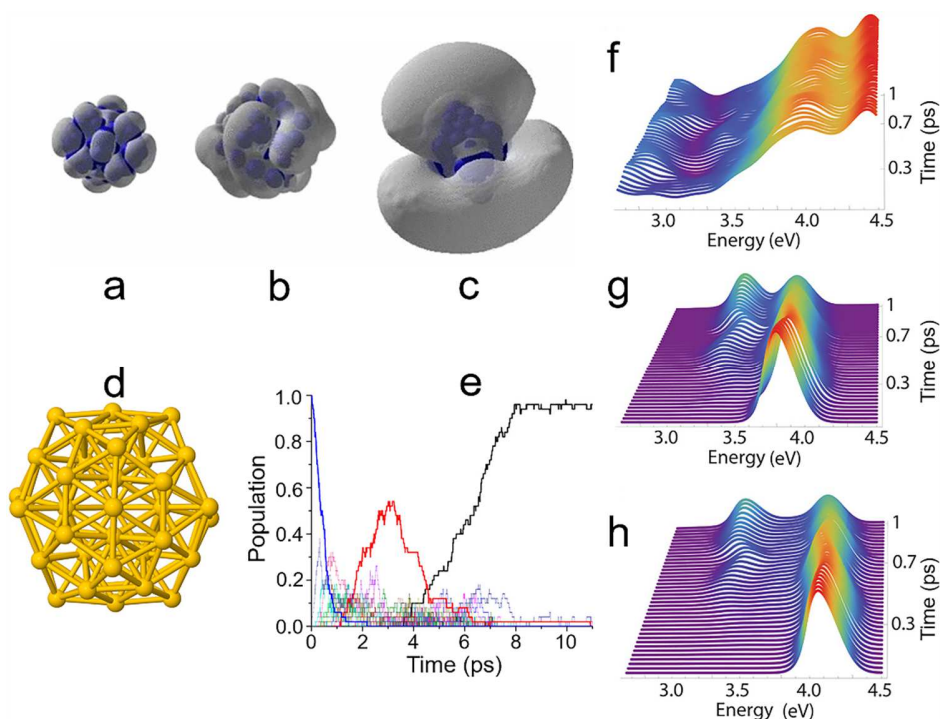 a
b
c
d
e
Population
1.0
0.8
0.6
0.4
0.2
0.0
0
2
4
6
8
10
Time (ps)
f
1
0.7
0.3
Time (ps)
3.0
3.5
4.0
4.5
Energy (eV)
g
1
0.7
0.3
Time (ps)
3.0
3.5
4.0
4.5
Energy (eV)
h
1
0.7
0.3
Time (ps)
3.0
3.5
4.0
4.5
Energy (eV)